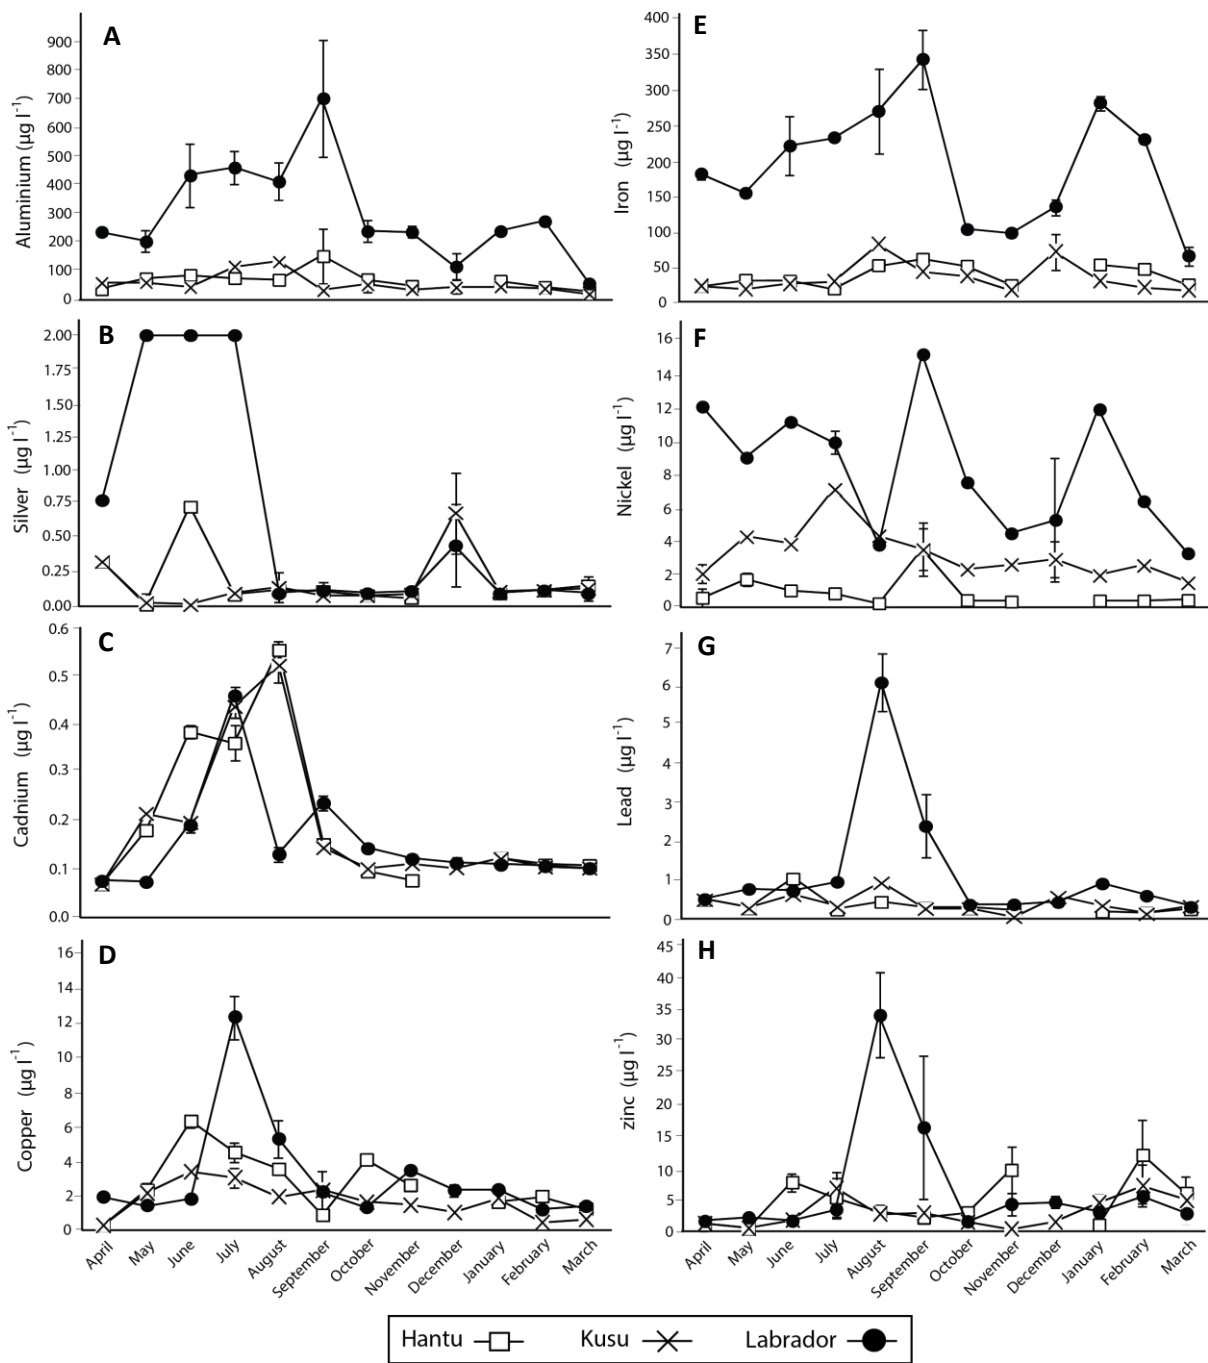 A
Aluminium (µg l-1)
900
800
700
600
500
400
300
200
100
0
B
Silver (µg l-1)
2.00
1.75
1.50
1.25
1.00
0.75
0.50
0.25
0.00
C
Cadnium (µg l-1)
0.6
0.5
0.4
0.3
0.2
0.1
0.0
D
Copper (µg l-1)
16
14
12
10
8
6
4
2
0
April
May
June
July
August
September
October
November
December
January
February
March
E
Iron (µg l-1)
400
350
300
250
200
150
100
50
0
F
Nickel (µg l-1)
16
14
12
10
8
6
4
2
0
G
Lead (µg l-1)
7
6
5
4
3
2
1
0
H
zinc (µg l-1)
45
40
35
30
25
20
15
10
5
0
April
May
June
July
August
September
October
November
December
January
February
March
Hantu Kusu Labrador